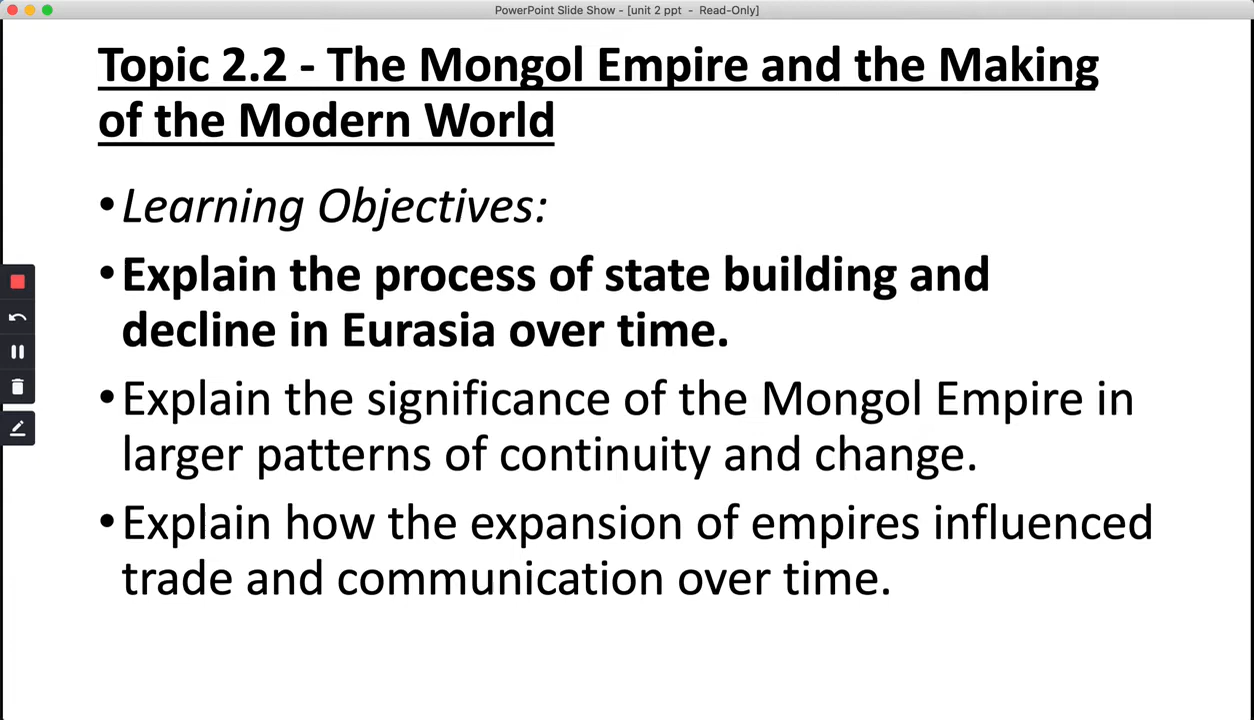 PowerPoint Slide Show - [unit 2 ppt - Read-Only]
Topic 2.2 - The Mongol Empire and the Making
of the Modern World
•Learning Objectives:
•Explain the process of state building and
decline in Eurasia over time.
•Explain the significance of the Mongol Empire in
larger patterns of continuity and change.
•Explain how the expansion of empires influenced
trade and communication over time.